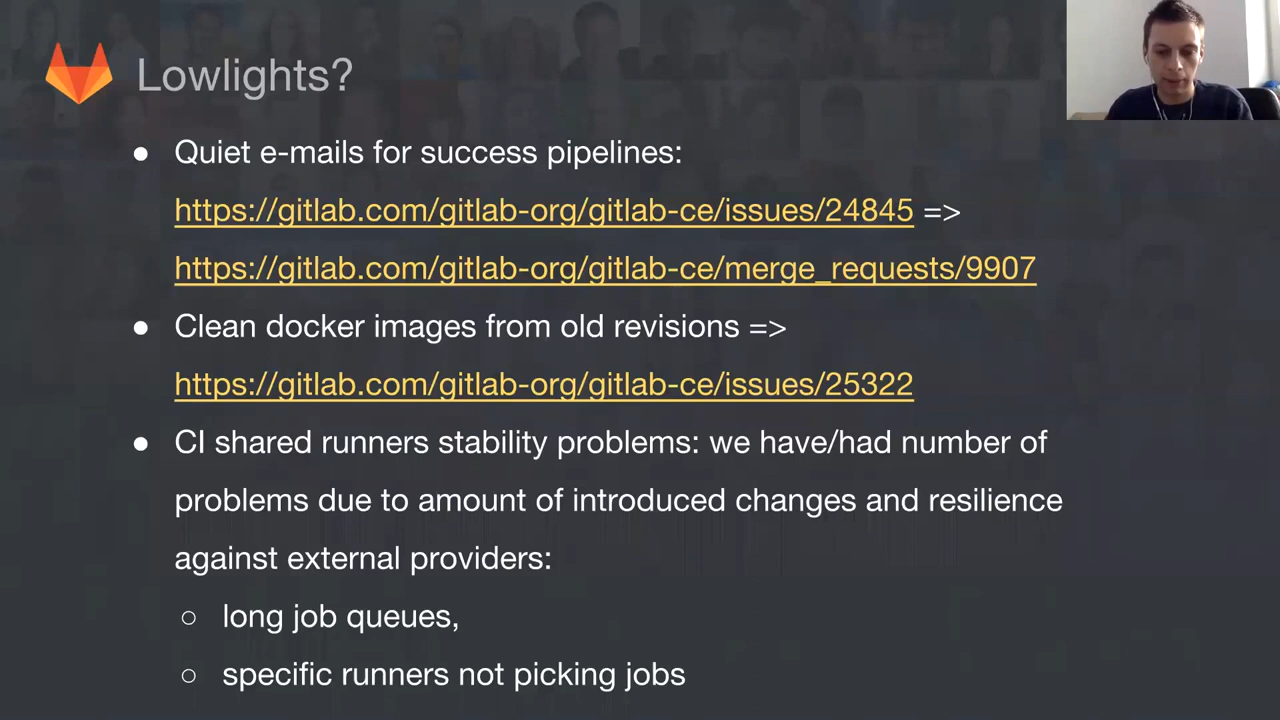 Lowlights?
● Quiet e-mails for success pipelines:
https://gitlab.com/gitlab-org/gitlab-ce/issues/24845 =>
https://gitlab.com/gitlab-org/gitlab-ce/merge_requests/9907
● Clean docker images from old revisions =>
https://gitlab.com/gitlab-org/gitlab-ce/issues/25322
● CI shared runners stability problems: we have/had number of
problems due to amount of introduced changes and resilience
against external providers:
○ long job queues,
○ specific runners not picking jobs